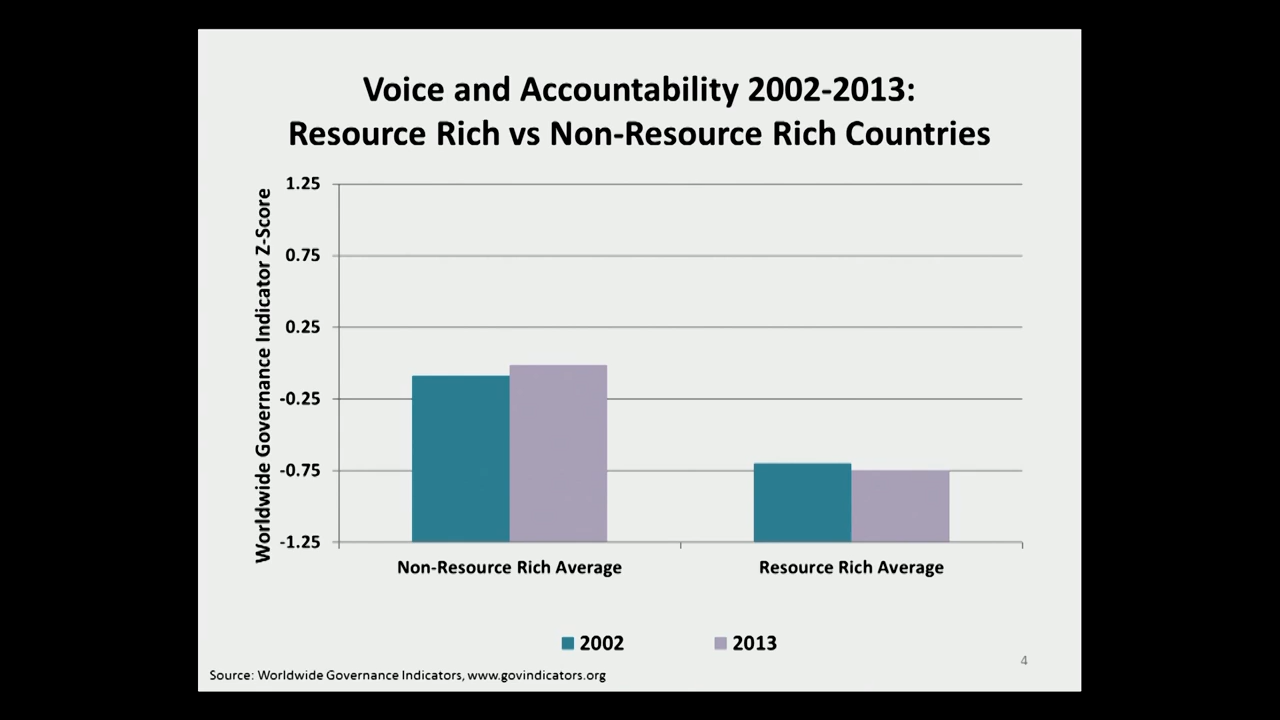 Voice and Accountability 2002-2013:
Resource Rich vs Non-Resource Rich Countries
Worldwide Governance Indicator Z-Score
1.25
0.75
0.25
-0.25
-0.75
-1.25
Non-Resource Rich Average
Resource Rich Average
2002
2013
4
Source: Worldwide Governance Indicators, www.govindicators.org